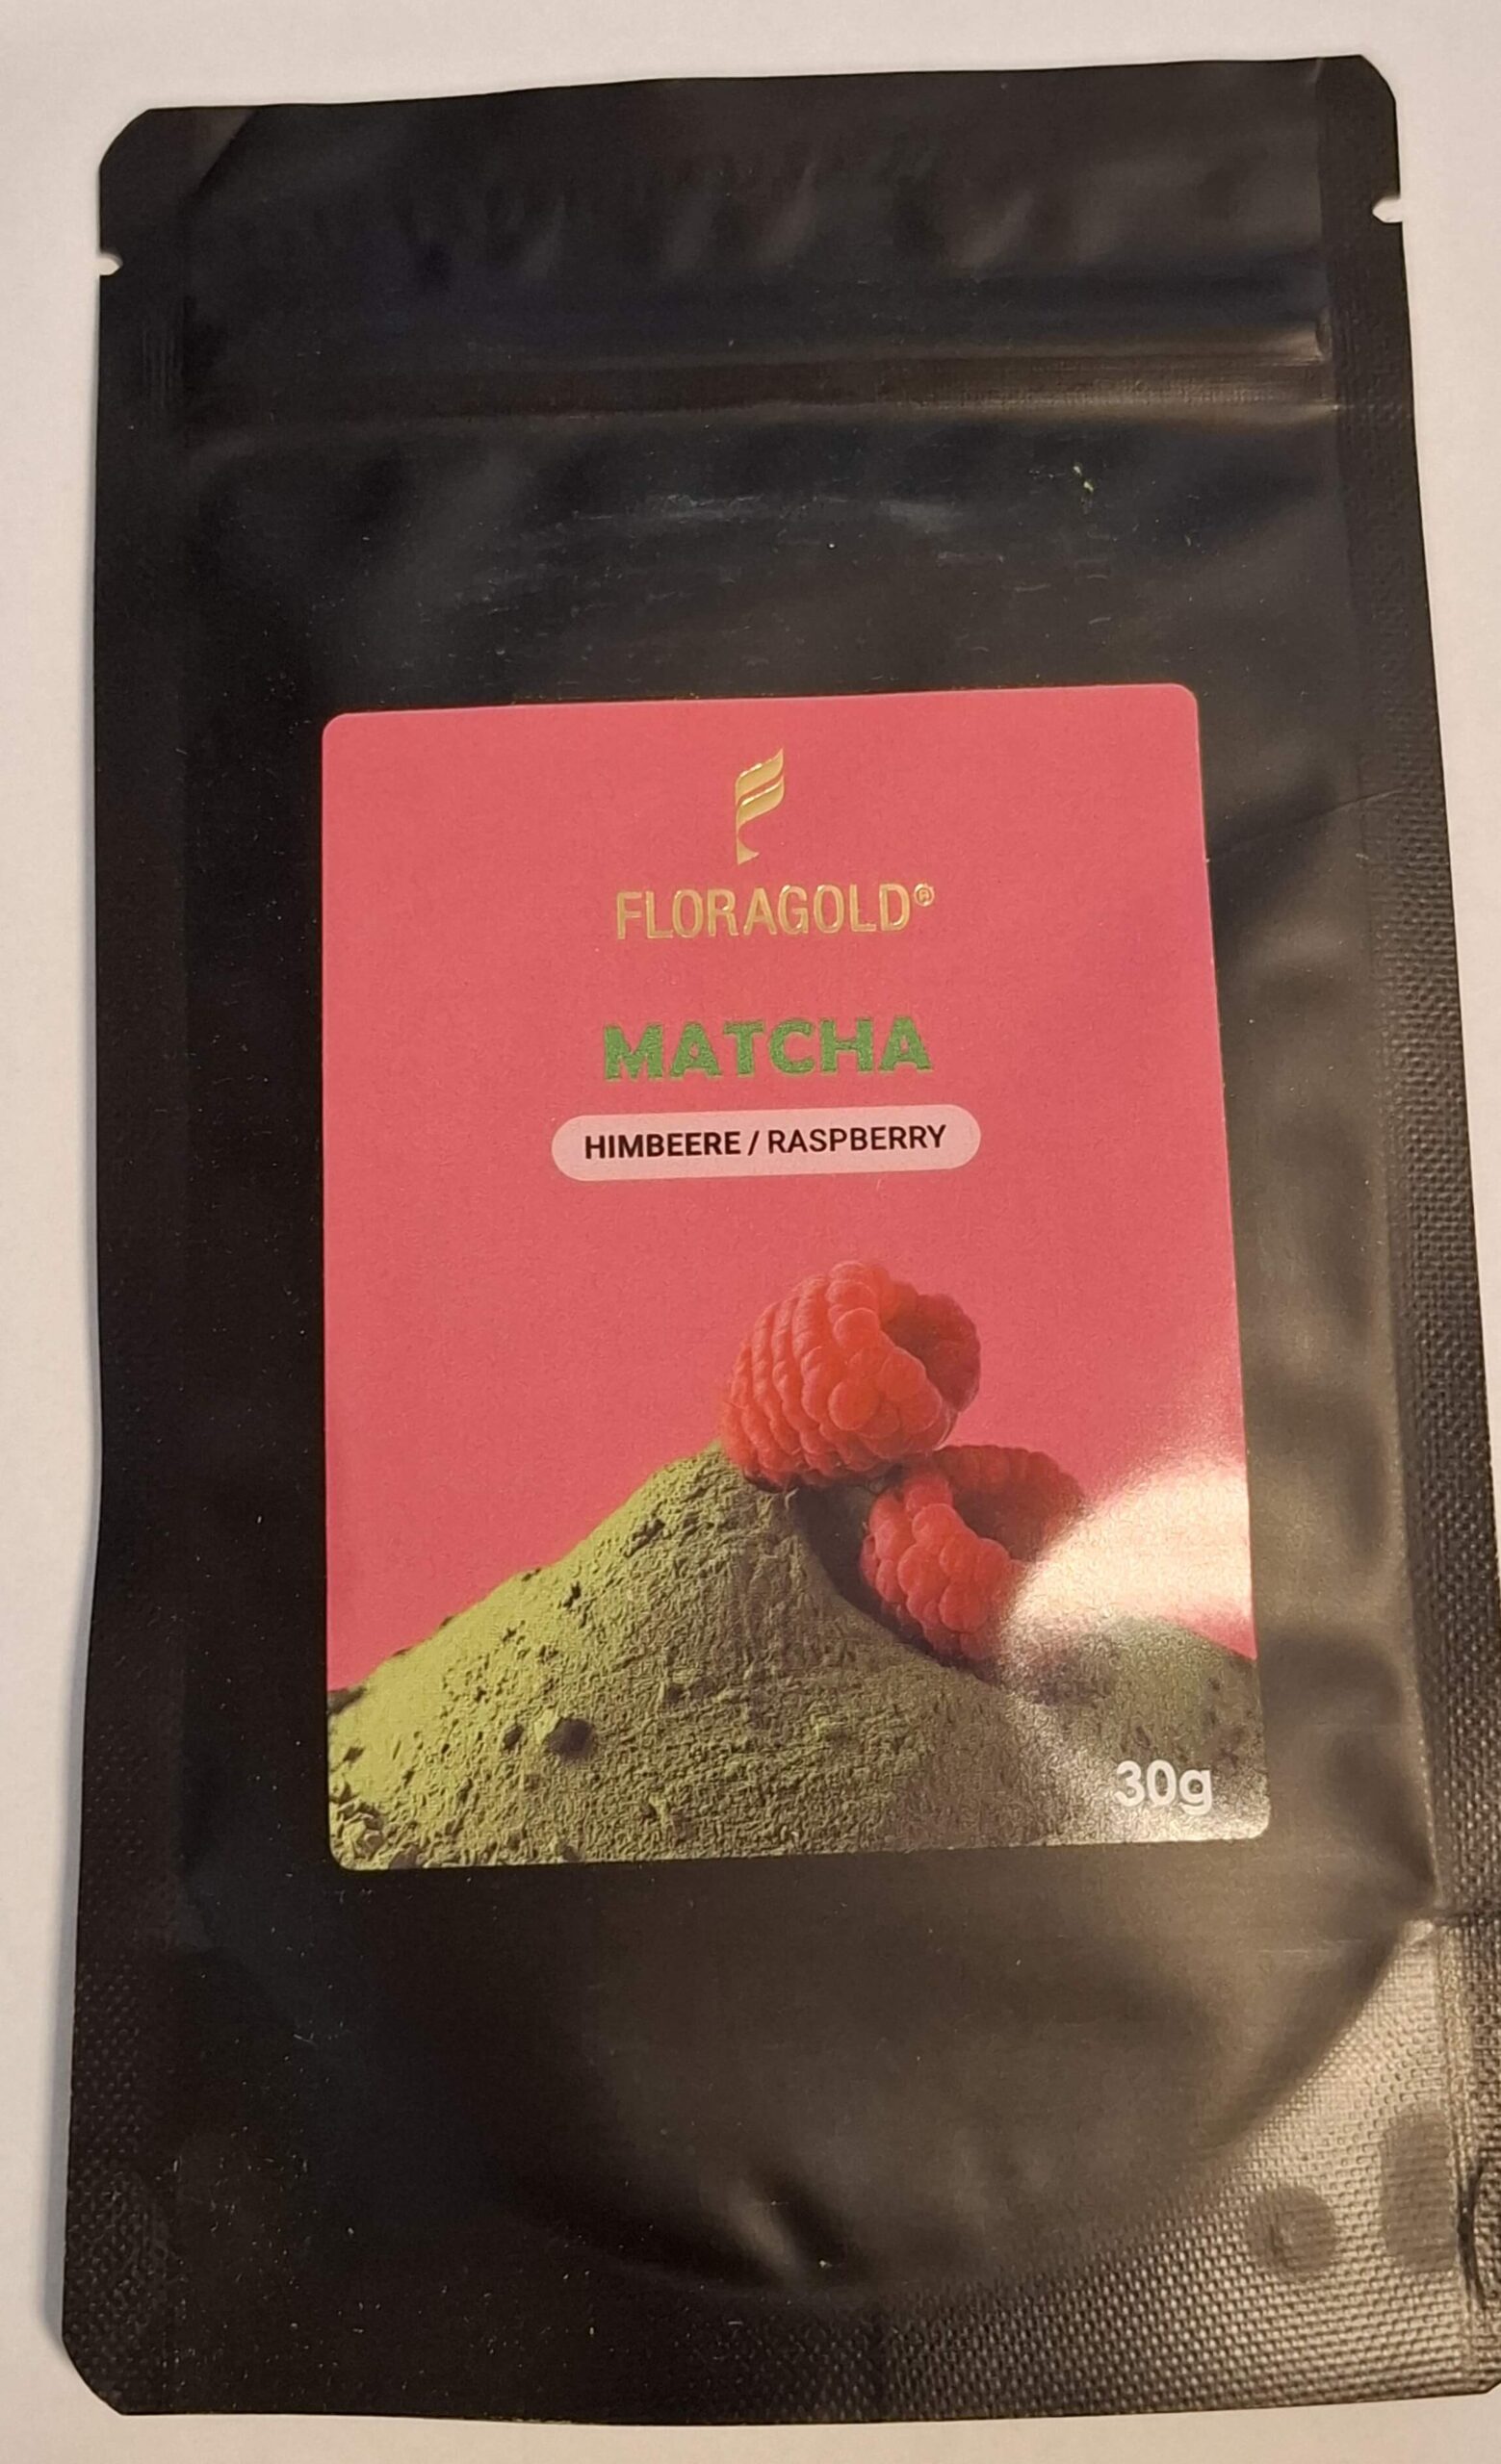 FLORAGOLD®
MATCHA
HIMBEERE / RASPBERRY
30g